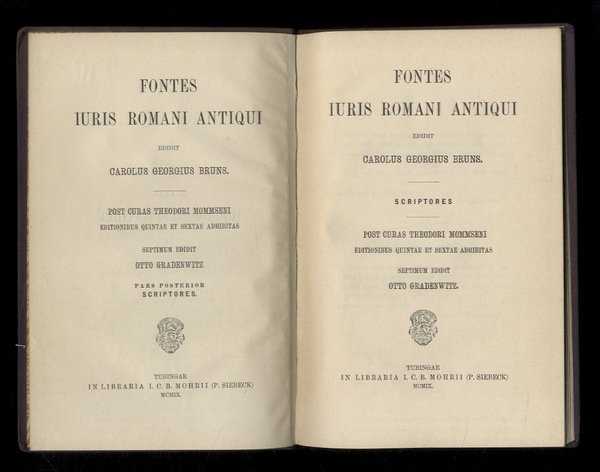 FONTES
IURIS ROMANI ANTIQUI
EDIDIT
CAROLUS GEORGIUS BRUNS.
POST CURAS THEODORI MOMMSENI
EDITIONIBUS QUINTAE ET SEXTAE ADHIBITAS
SEPTIMUM EDIDIT
OTTO GRADENWITZ
PARS POSTERIOR
SCRIPTORES.
TUBINGAE
IN LIBRARIA I. C. B. MOHRII (P. SIEBECK)
MCMIX.
FONTES
IURIS ROMANI ANTIQUI
EDIDIT
CAROLUS GEORGIUS BRUNS.
SCRIPTORES
POST CURAS THEODORI MOMMSENI
EDITIONIBUS QUINTAE ET SEXTAE ADHIBITAS
SEPTIMUM EDIDIT
OTTO GRADENWITZ.
TUBINGAE
IN LIBRARIA I. C. B. MOHRII (P. SIEBECK)
MCMIX.